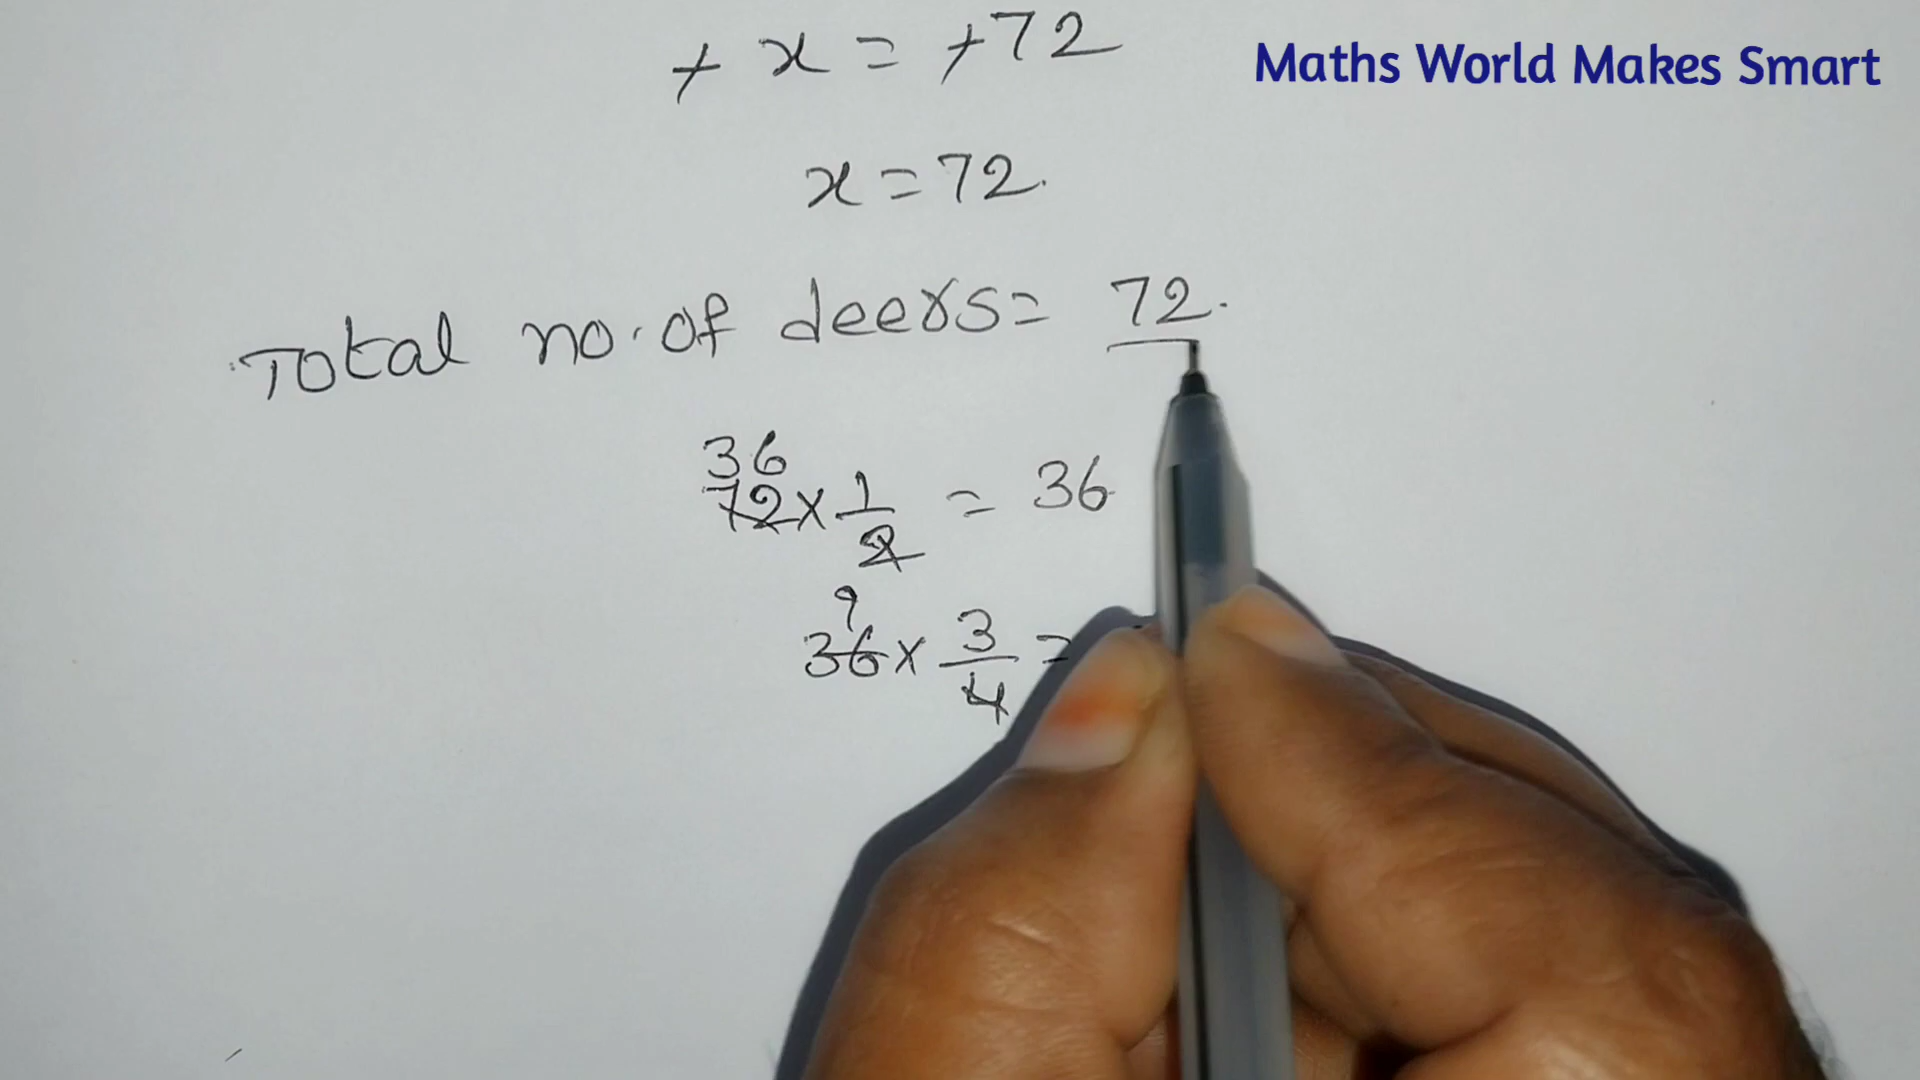 + x = +72
Maths World Makes Smart
x = 72.
Total no. of deers = 72.
36
72 × 1/2 = 36
9
36 × 3/4 =